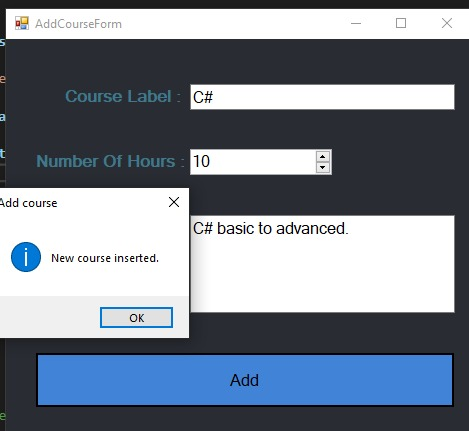 AddCourseForm
Course Label :
C#
Number Of Hours :
10
Add course
New course inserted.
OK
C# basic to advanced.
Add